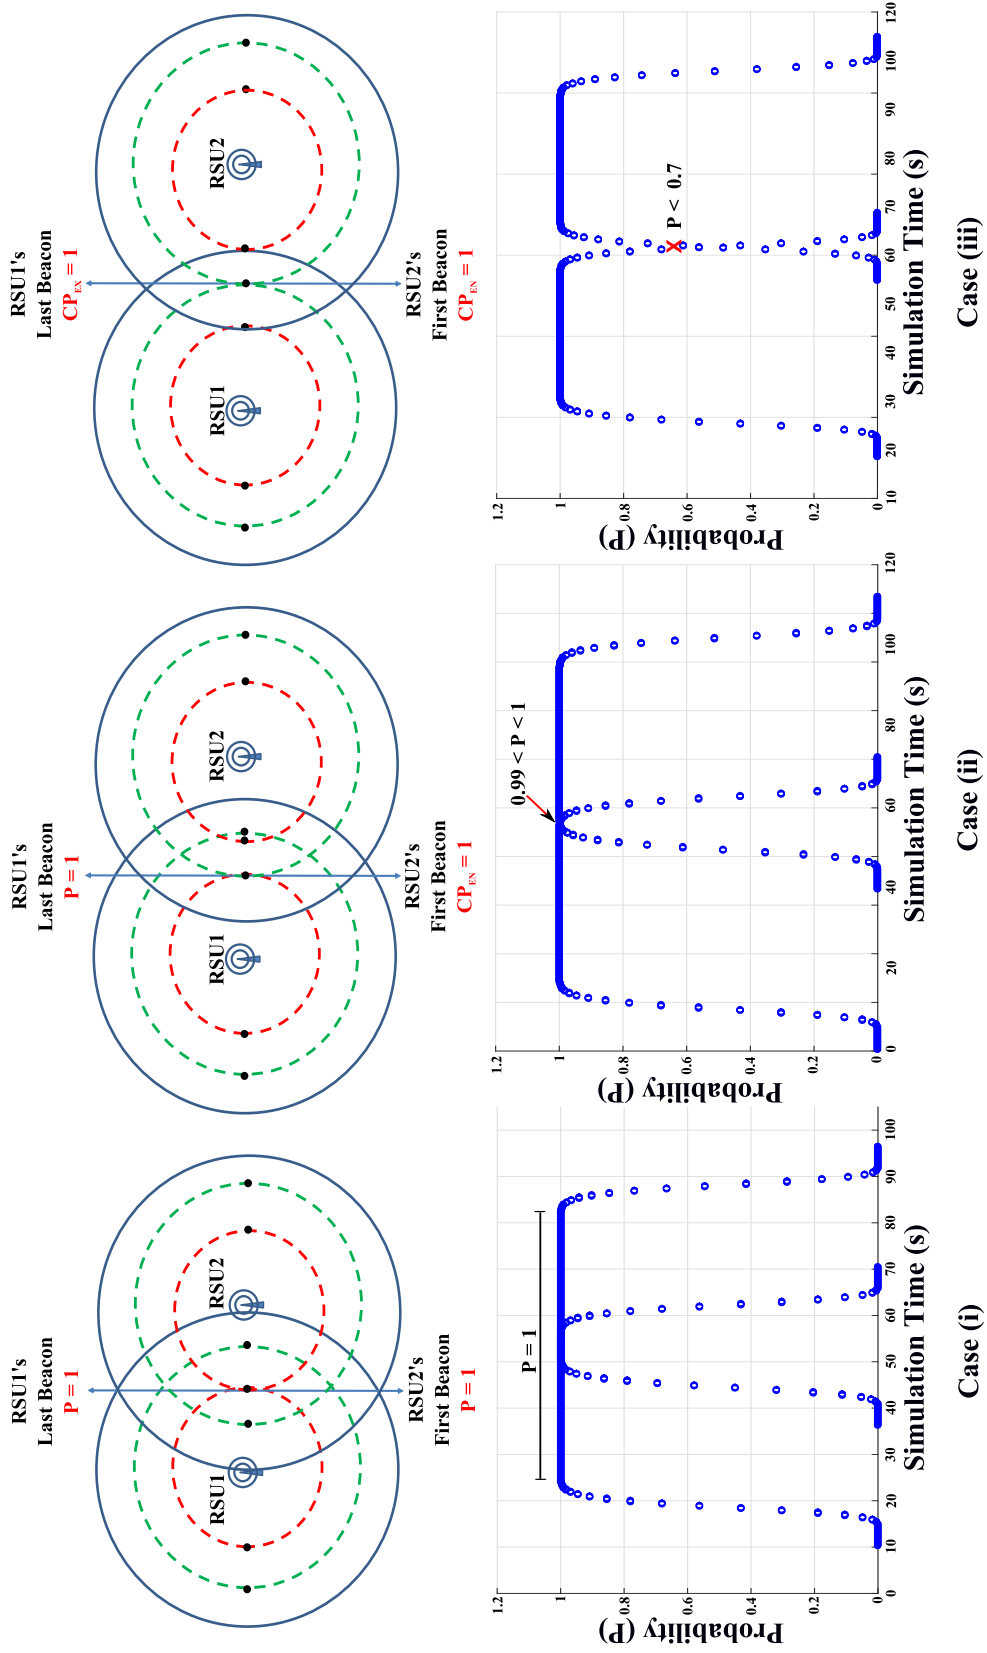 RSU1's
Last Beacon
P = 1
RSU1
RSU2
RSU2's
First Beacon
P = 1
RSU1's
Last Beacon
P = 1
RSU1
RSU2
RSU2's
First Beacon
CP_EN = 1
RSU1's
Last Beacon
CP_EX = 1
RSU1
RSU2
RSU2's
First Beacon
CP_EN = 1
Probability (P)
1.2
1
0.8
0.6
0.4
0.2
0
P = 1
0 10 20 30 40 50 60 70 80 90 100
Simulation Time (s)
Case (i)
Probability (P)
1.2
1
0.8
0.6
0.4
0.2
0
0.99 < P < 1
0 20 40 60 80 100 120
Simulation Time (s)
Case (ii)
Probability (P)
1.2
1
0.8
0.6
0.4
0.2
0
P < 0.7
10 20 30 40 50 60 70 80 90 100 120
Simulation Time (s)
Case (iii)